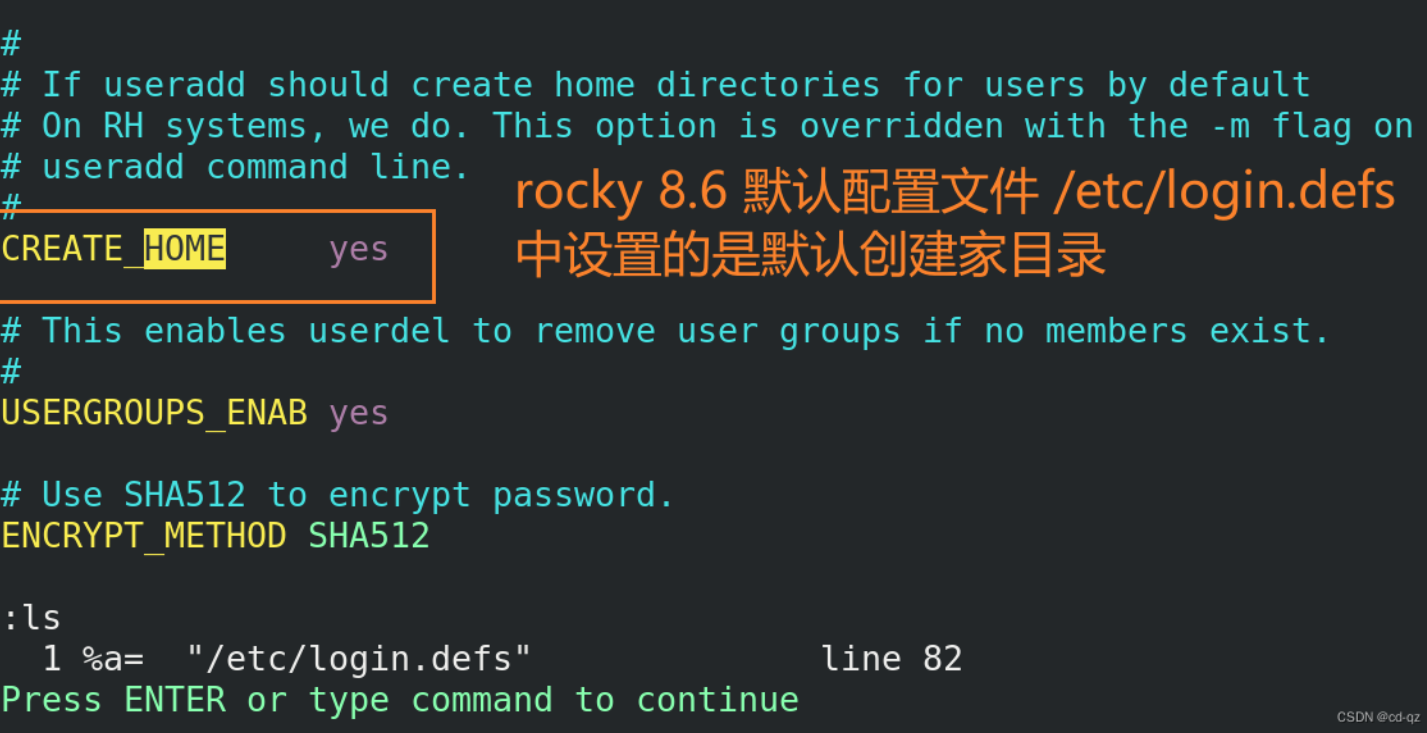 #
# If useradd should create home directories for users by default
# On RH systems, we do. This option is overridden with the -m flag on
# useradd command line.
#
rocky 8.6 默认配置文件 /etc/login.defs
中设置的是默认创建家目录
CREATE_HOME yes
# This enables userdel to remove user groups if no members exist.
#
USERGROUPS_ENAB yes
# Use SHA512 to encrypt password.
ENCRYPT_METHOD SHA512
:ls
1 %a= "/etc/login.defs" line 82
Press ENTER or type command to continue
CSDN @cd-qz